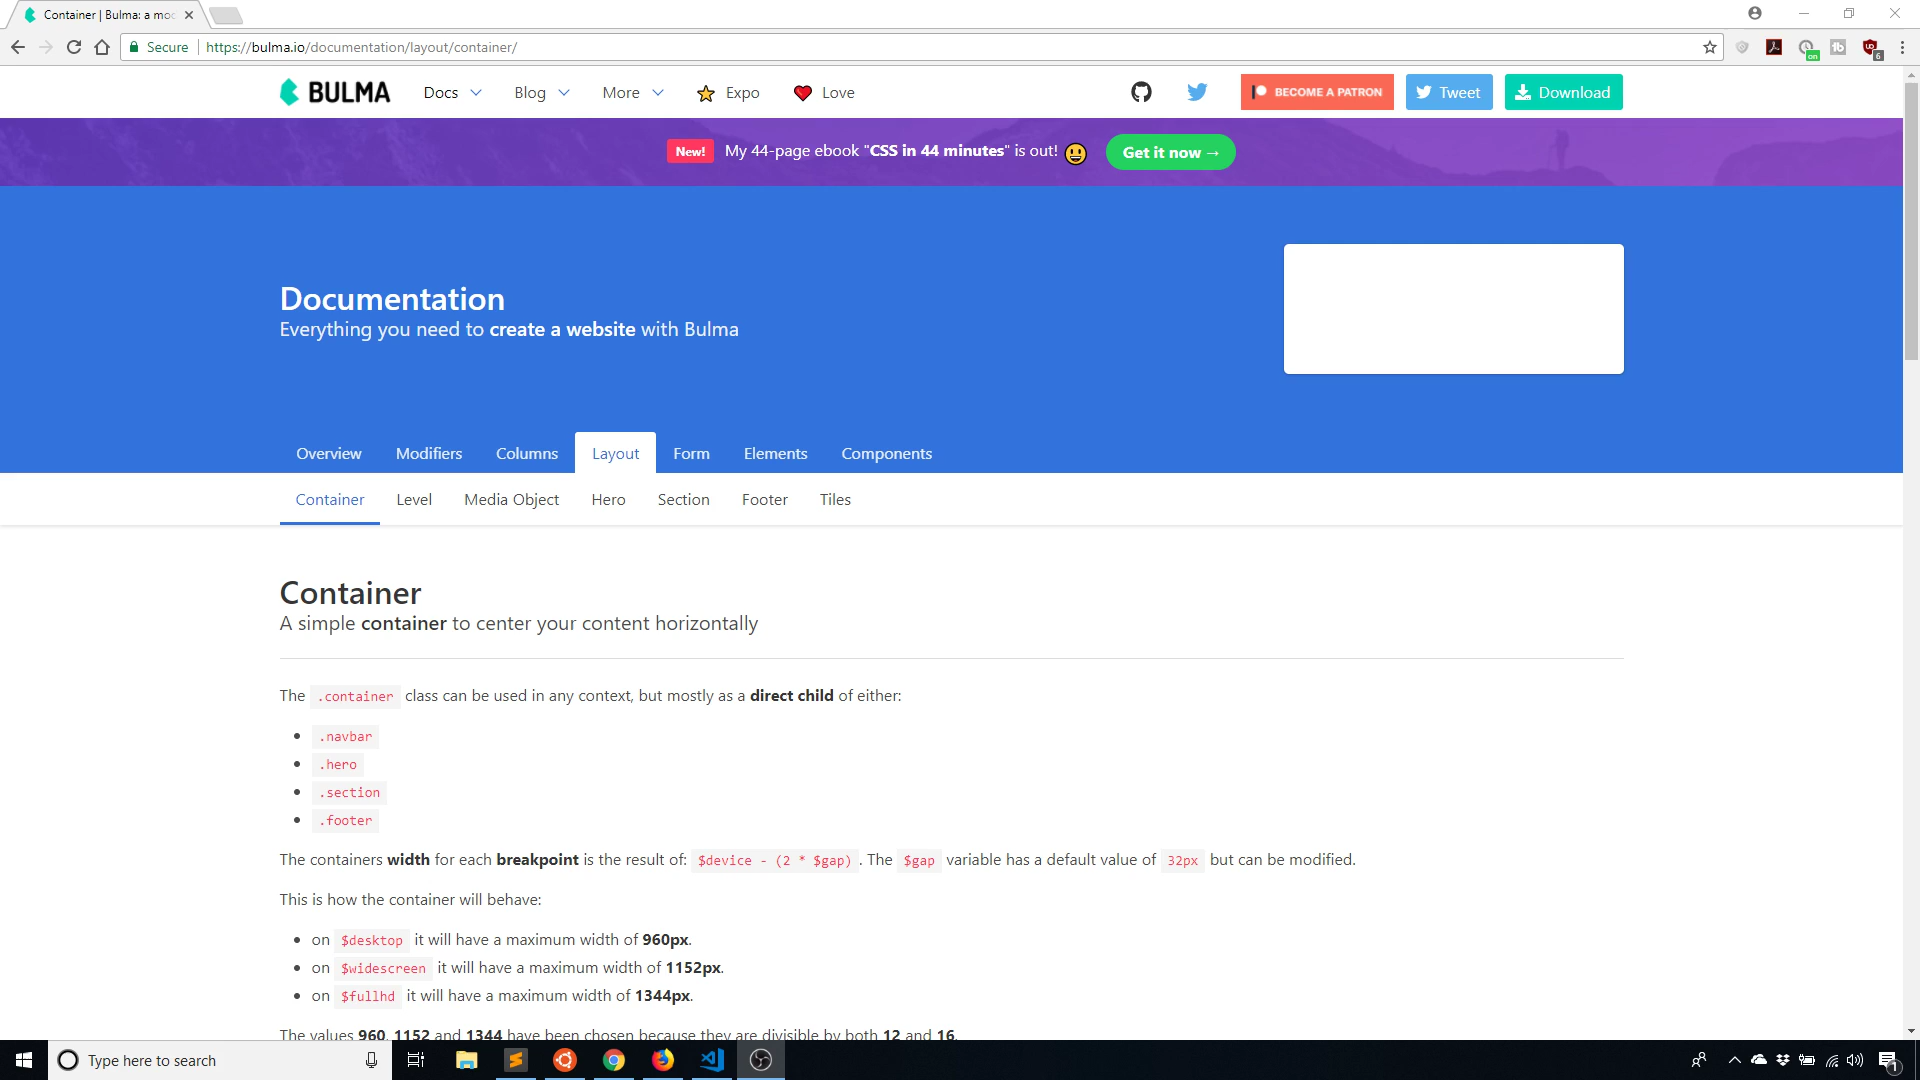 Container | Bulma: a moc
Secure https://bulma.io/documentation/layout/container/
on
6
BULMA Docs Blog More Expo Love BECOME A PATRON Tweet Download
New! My 44-page ebook "CSS in 44 minutes" is out! Get it now →
Documentation
Everything you need to create a website with Bulma
Overview Modifiers Columns Layout Form Elements Components
Container Level Media Object Hero Section Footer Tiles
Container
A simple container to center your content horizontally
The .container class can be used in any context, but mostly as a direct child of either:
.navbar
.hero
.section
.footer
The containers width for each breakpoint is the result of: $device - (2 * $gap) . The $gap variable has a default value of 32px but can be modified.
This is how the container will behave:
on $desktop it will have a maximum width of 960px.
on $widescreen it will have a maximum width of 1152px.
on $fullhd it will have a maximum width of 1344px.
The values 960, 1152 and 1344 have been chosen because they are divisible by both 12 and 16.
Type here to search
1